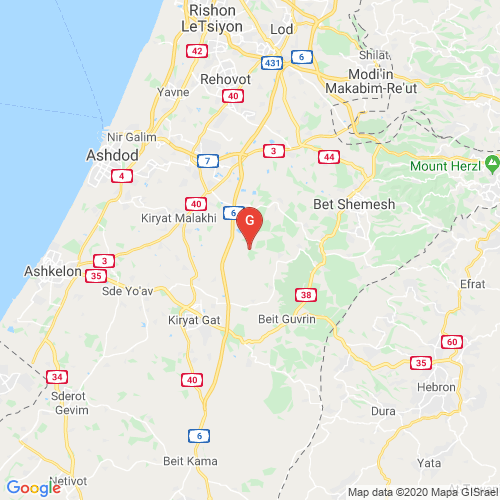 Rishon
LeTsiyon
Lod
42
431
6
Shilat
Modi'in
Makabim-Re'ut
Rehovot
Yavne
40
Nir Galim
Ashdod
3
7
44
Mount Herzl
4
40
Kiryat Malakhi
6
G
Bet Shemesh
Ashkelon
3
35
Sde Yo'av
38
Efrat
Kiryat Gat
Beit Guvrin
60
35
34
40
Hebron
Sderot
Gevim
Dura
6
Beit Kama
Yata
Netivot
Google
Map data ©2020 Mapa GISrael